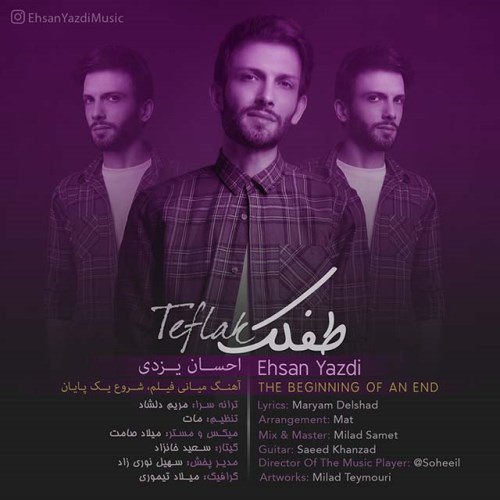 EhsanYazdiMusic
Teflak طفلک
احسان یزدی Ehsan Yazdi
آهنگ میانی فیلم، شروع یک پایان THE BEGINNING OF AN END
ترانه سرا: مریم دلشاد Lyrics: Maryam Delshad
تنظیم: مات Arrangement: Mat
میکس و مستر: میلاد صامت Mix & Master: Milad Samet
گیتار: سعید خانزاد Guitar: Saeed Khanzad
مدیر پخش: سهیل نوری زاد Director Of The Music Player: @Soheeil
گرافیک: میلاد تیموری Artworks: Milad Teymouri